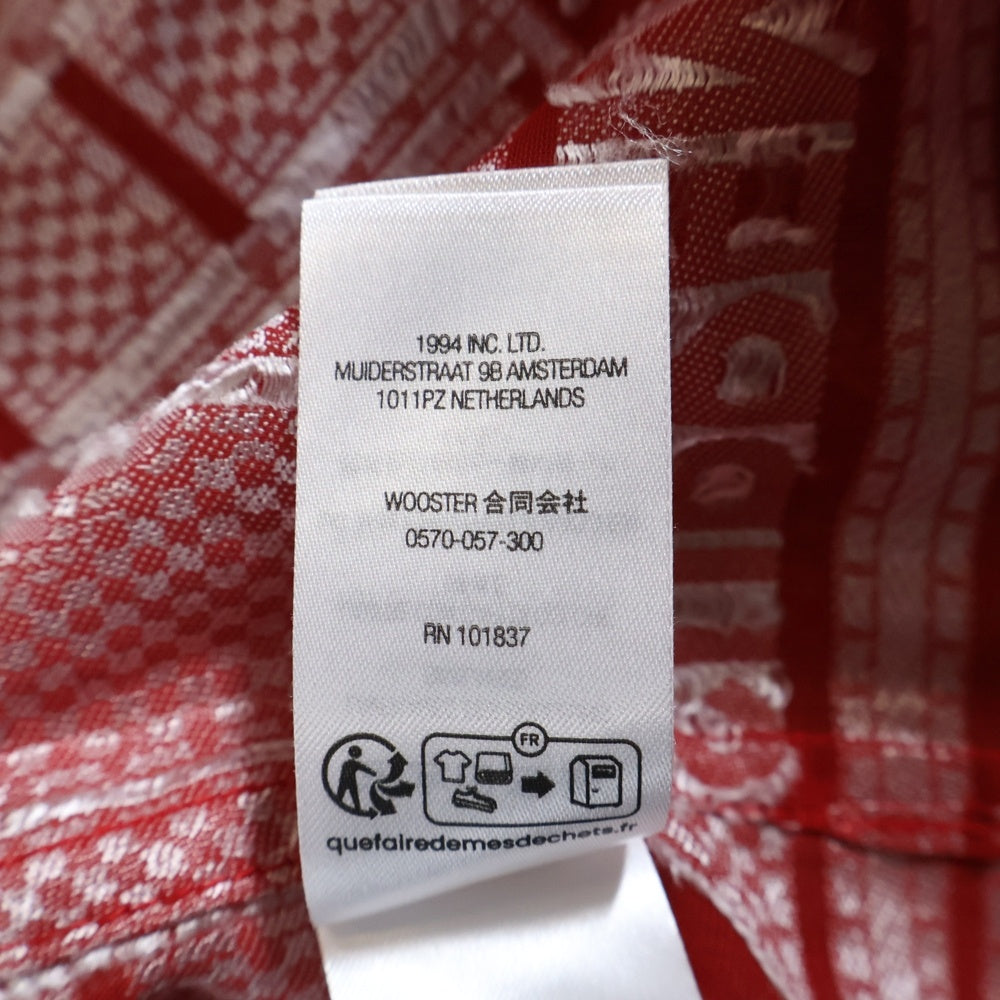 1994 INC. LTD.
MUIDERSTRAAT 9B AMSTERDAM
1011PZ NETHERLANDS
WOOSTER 合同会社
0570-057-300
RN 101837
FR
quefairedemesdechets.fr